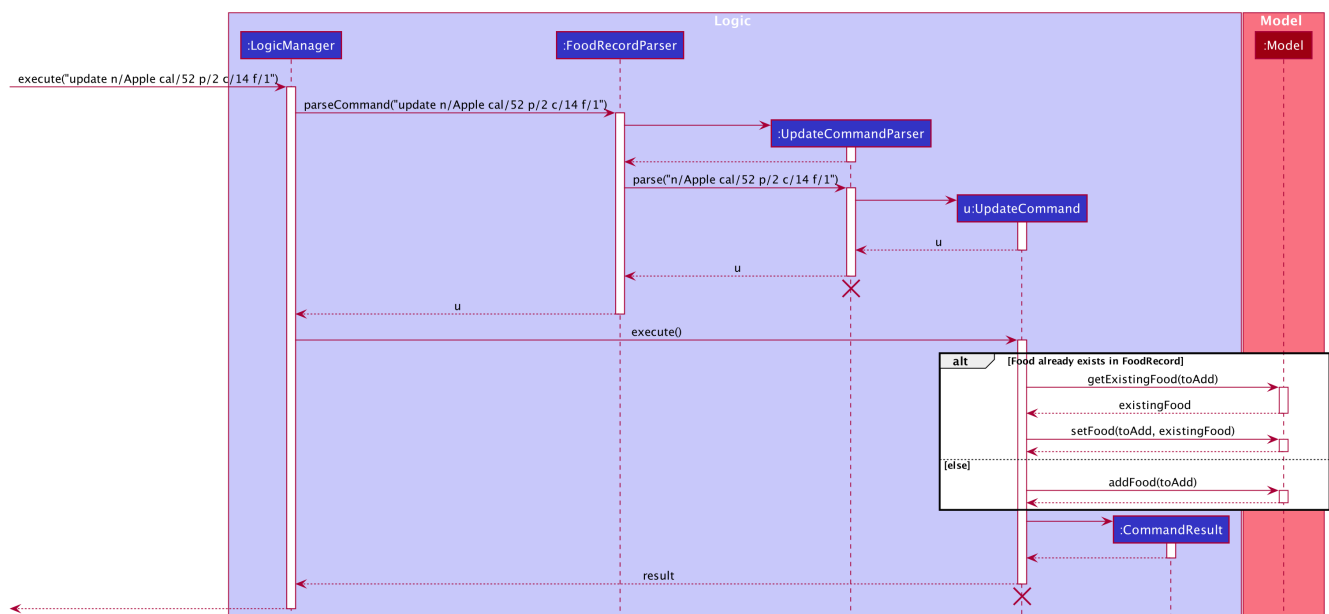 Logic
Model
:LogicManager
:FoodRecordParser
:Model
execute("update n/Apple cal/52 p/2 c/14 f/1")
parseCommand("update n/Apple cal/52 p/2 c/14 f/1")
:UpdateCommandParser
parse("n/Apple cal/52 p/2 c/14 f/1")
u:UpdateCommand
u
u
u
execute()
alt
[Food already exists in FoodRecord]
getExistingFood(toAdd)
existingFood
setFood(toAdd, existingFood)
[else]
addFood(toAdd)
:CommandResult
result